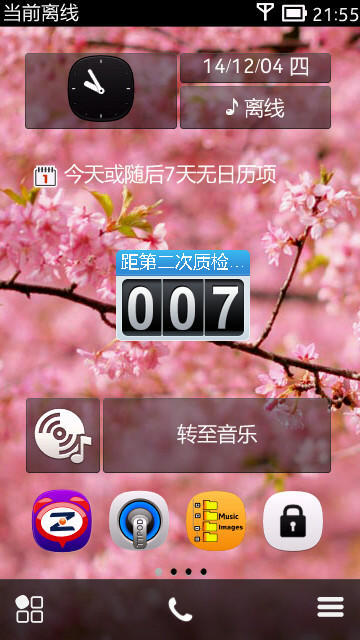 当前离线
21:55
14/12/04 四
离线
今天或随后7天无日历项
距第二次质检...
007
转至音乐
Z
TTPOD
Music
Images